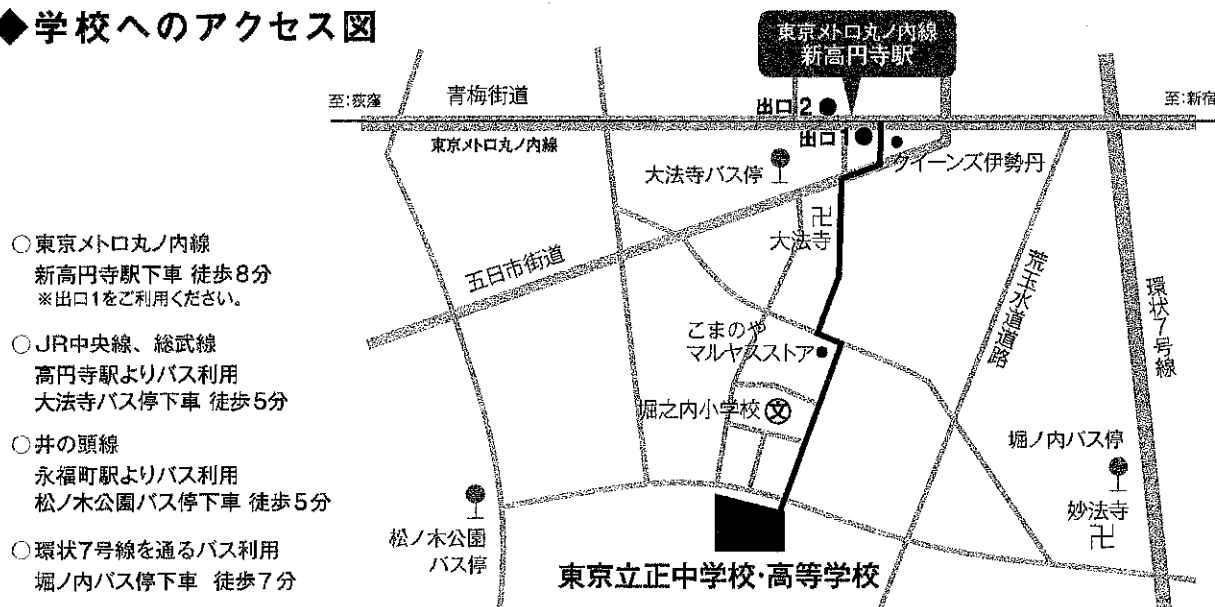 ◆学校へのアクセス図
東京メトロ丸ノ内線
新高円寺駅
至:荻窪
青梅街道
出口2
至:新宿
東京メトロ丸ノ内線
出口1
クイーンズ伊勢丹
大法寺バス停
大法寺
五日市街道
荒玉水道道路
環状7号線
こまのや
マルヤスストア
堀之内小学校
文
堀ノ内バス停
妙法寺
松ノ木公園
バス停
東京立正中学校・高等学校
○東京メトロ丸ノ内線
新高円寺駅下車 徒歩8分
※出口1をご利用ください。
○JR中央線、総武線
高円寺駅よりバス利用
大法寺バス停下車 徒歩5分
○井の頭線
永福町駅よりバス利用
松ノ木公園バス停下車 徒歩5分
○環状7号線を通るバス利用
堀ノ内バス停下車 徒歩7分